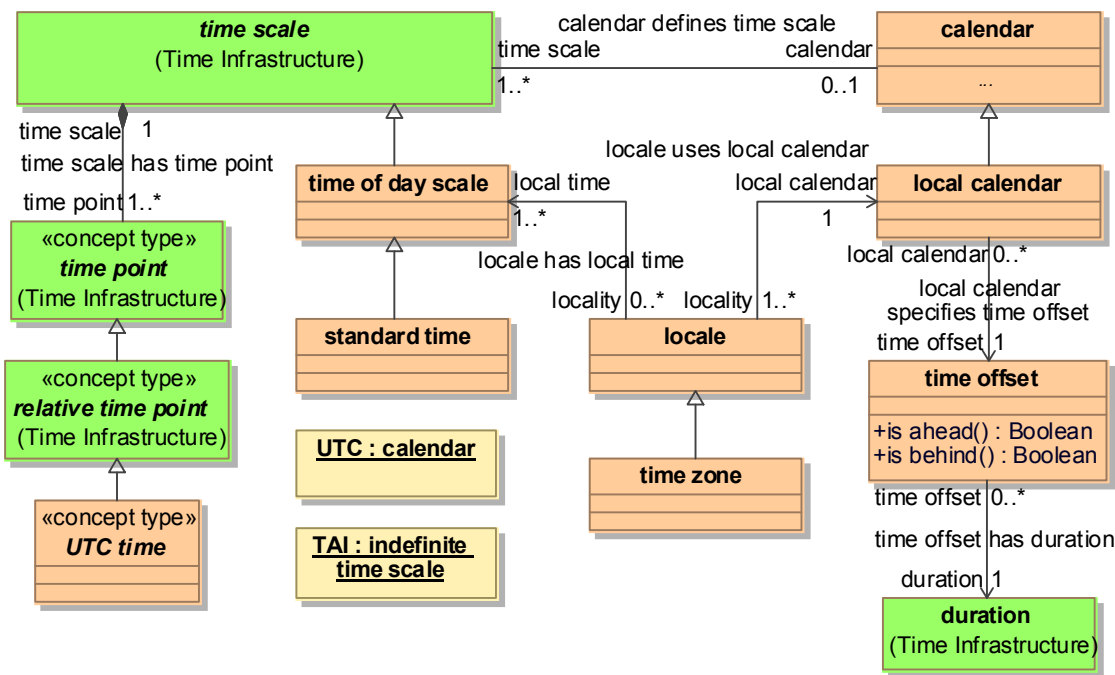 time scale
(Time Infrastructure)
calendar defines time scale
time scale
calendar
1..*
0..1
calendar
...
time scale
1
time scale has time point
time point
1..*
«concept type»
time point
(Time Infrastructure)
«concept type»
relative time point
(Time Infrastructure)
«concept type»
UTC time
time of day scale
local time
1..*
locale has local time
locality
0..*
standard time
UTC : calendar
TAI : indefinite
time scale
locale uses local calendar
local calendar
1
locality
1..*
locale
time zone
local calendar
local calendar
0..*
local calendar
specifies time offset
time offset
1
time offset
+is ahead() : Boolean
+is behind() : Boolean
time offset
0..*
time offset has duration
duration
1
duration
(Time Infrastructure)